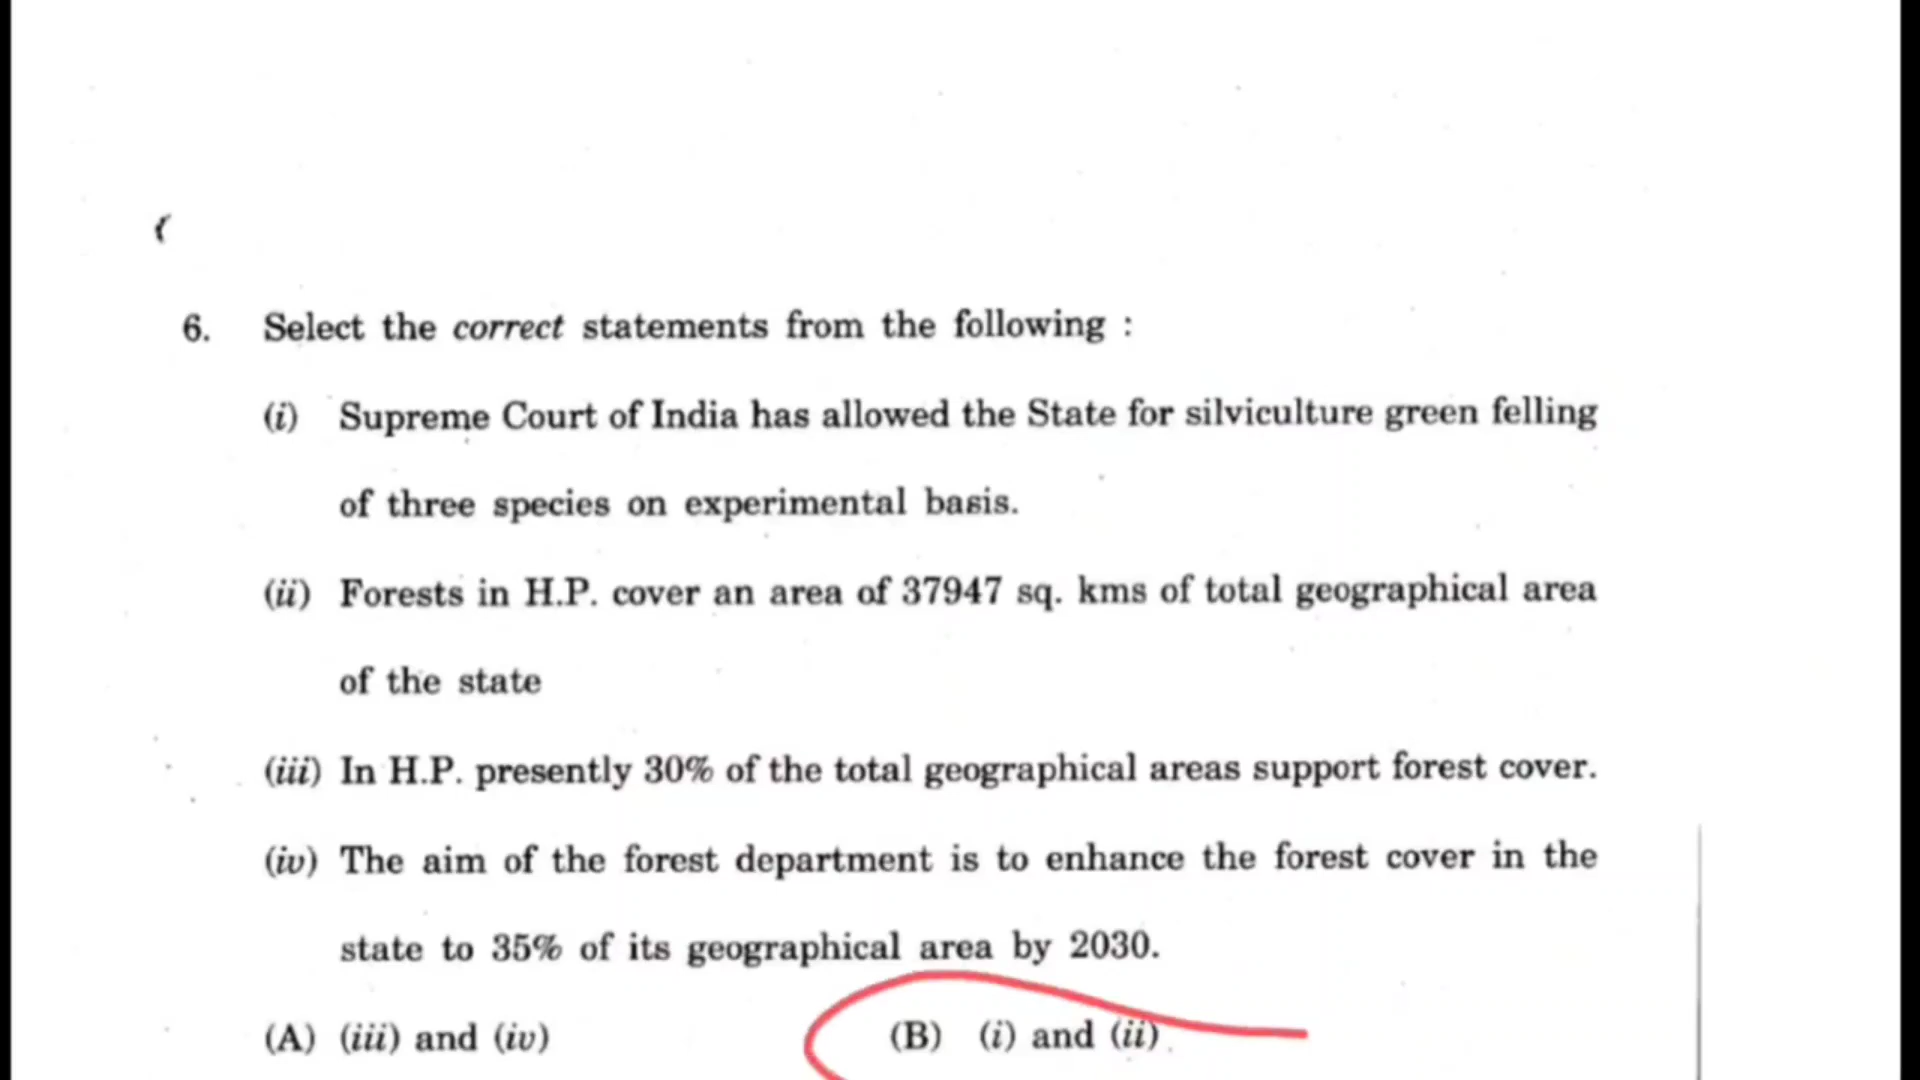 6. Select the correct statements from the following :
(i) Supreme Court of India has allowed the State for silviculture green felling
of three species on experimental basis.
(ii) Forests in H.P. cover an area of 37947 sq. kms of total geographical area
of the state
(iii) In H.P. presently 30% of the total geographical areas support forest cover.
(iv) The aim of the forest department is to enhance the forest cover in the
state to 35% of its geographical area by 2030.
(A) (iii) and (iv) (B) (i) and (ii)